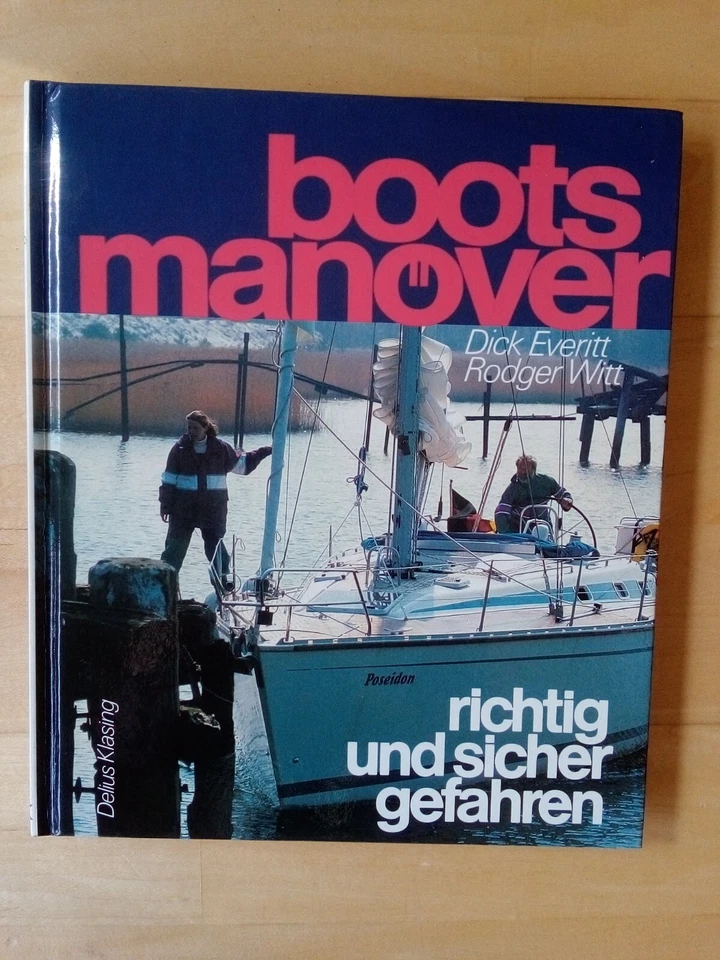 boots
manöver
Dick Everitt
Rodger Witt
Poseidon
richtig
und sicher
gefahren
Delius Klasing